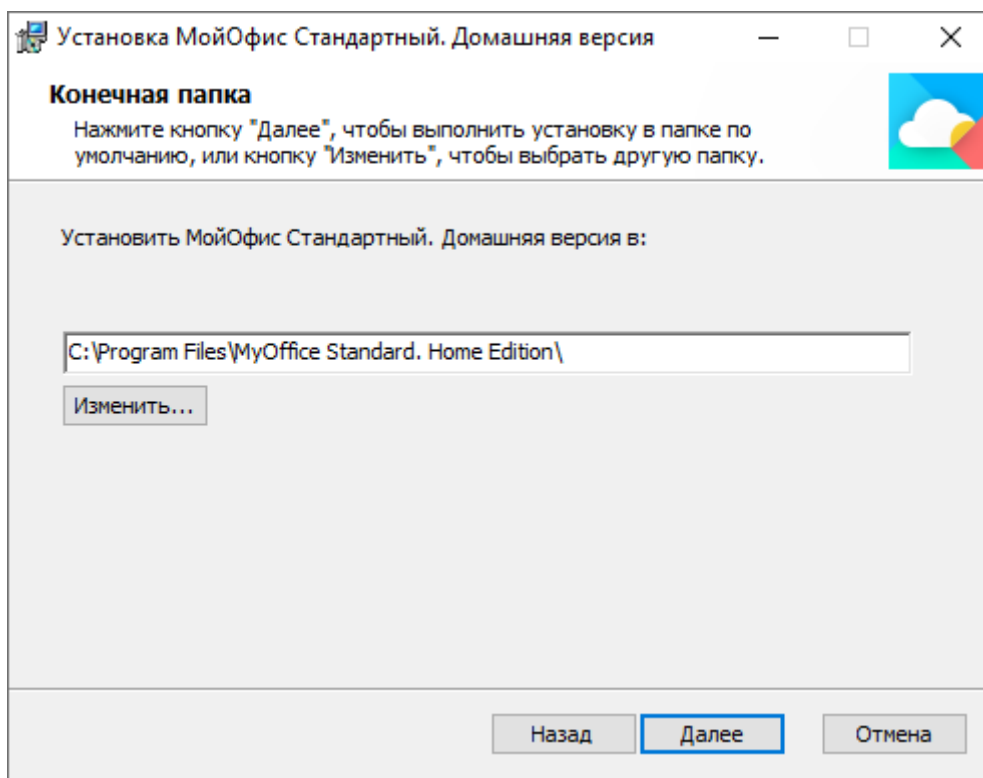 Установка МойОфис Стандартный. Домашняя версия
Конечная папка
Нажмите кнопку "Далее", чтобы выполнить установку в папке по
умолчанию, или кнопку "Изменить", чтобы выбрать другую папку.
Установить МойОфис Стандартный. Домашняя версия в:
C:\Program Files\MyOffice Standard. Home Edition\
Изменить...
Назад
Далее
Отмена